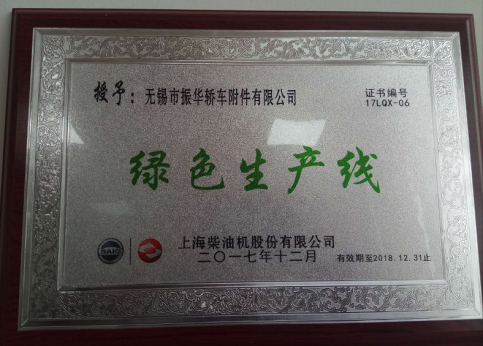 授予：无锡市振华轿车附件有限公司
证书编号
17LQX-06
绿色生产线
SAIC
上海柴油机股份有限公司
二〇一七年十二月
有效期至2018.12.31止